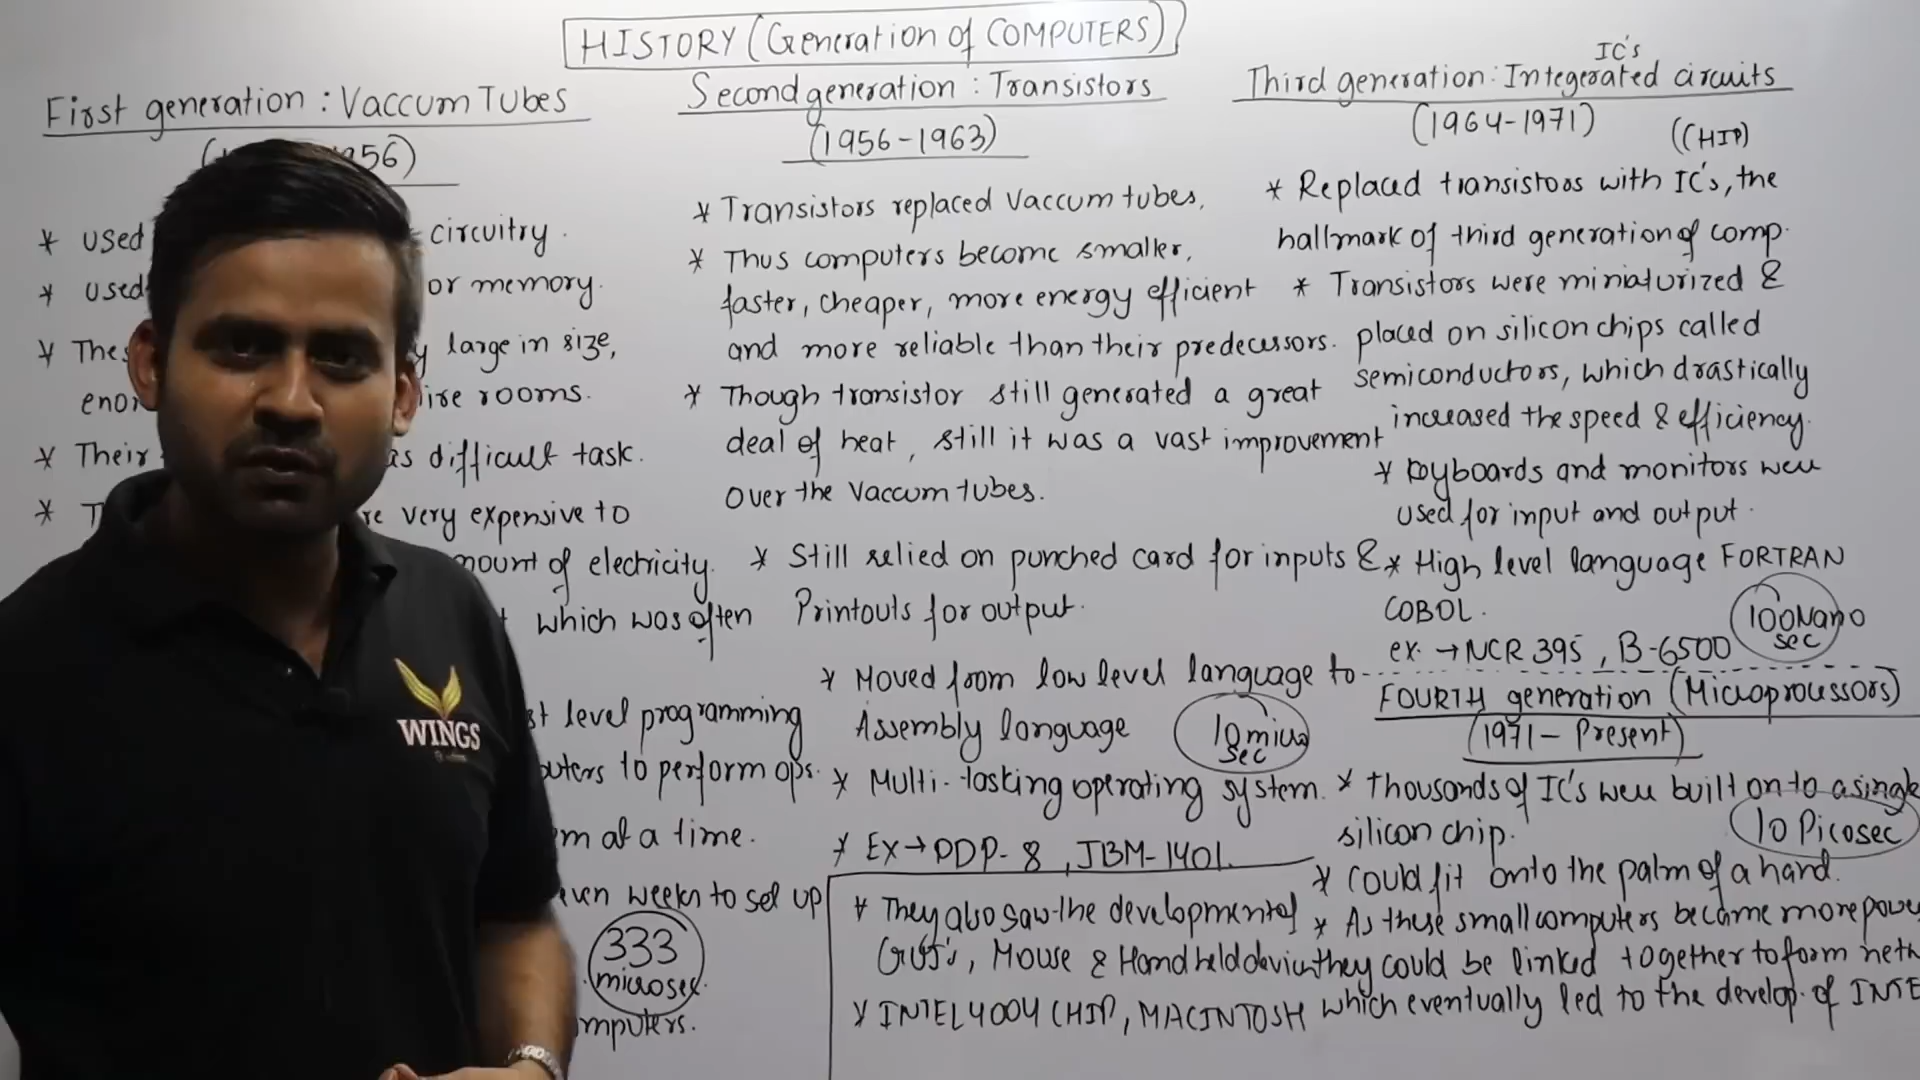 HISTORY (Generation of COMPUTERS)
First generation : Vaccum Tubes
56)
* used circuitry.
* used or memory.
* Thes y large in size,
enor ire rooms.
* Their as difficult task.
* T re very expensive to
mount of electricity.
which was often
st level programming
puters to perform ops.
em at a time.
even weeks to set up
333
microsec.
mputers.
WINGS
Second generation : Transistors
(1956-1963)
* Transistors replaced Vaccum tubes.
* Thus computers become smaller,
faster, cheaper, more energy efficient
and more reliable than their predecessors.
* Though transistor still generated a great
deal of heat, still it was a vast improvement
over the Vaccum tubes.
* Still relied on punched card for inputs &
Printouts for output.
* Moved from low level language to
Assembly language
10 micro
sec
* Multi-tasking operating system.
* Ex → PDP-8, IBM-1401.
* They also saw the development of
GUI's, Mouse & Handheld devices
* INTEL 4004 CHIP, MACINTOSH
IC's
Third generation : Integerated circuits
(1964-1971)
(CHIP)
* Replaced transistors with IC's, the
hallmark of third generation of comp.
* Transistors were miniaturized &
placed on silicon chips called
semiconductors, which drastically
increased the speed & efficiency.
* Keyboards and monitors were
used for input and output.
* High level language FORTRAN
COBOL.
100Nano
sec
ex. → NCR 395, B-6500
FOURTH generation (Microprocessors)
(1971 - Present)
* Thousands of IC's were built on to a single
silicon chip.
10 Picosec
* Could fit onto the palm of a hand.
* As these small computers became more powe
they could be linked together to form netw
which eventually led to the develop. of INTE